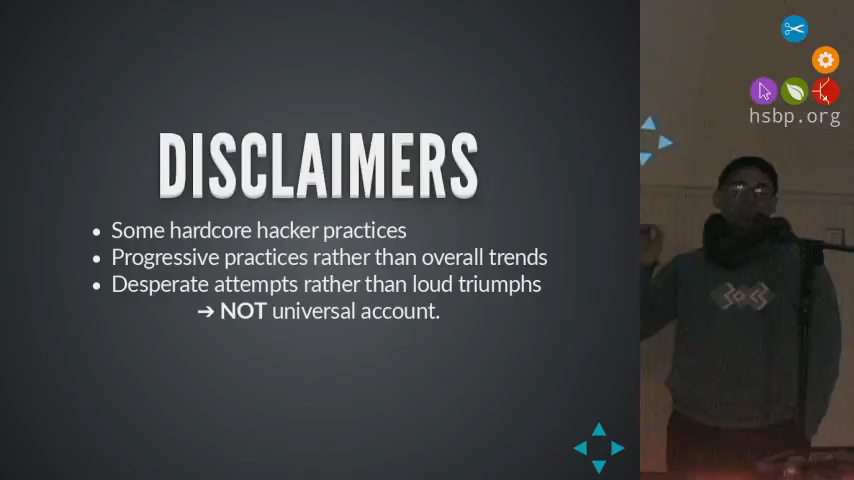 DISCLAIMERS
• Some hardcore hacker practices
• Progressive practices rather than overall trends
• Desperate attempts rather than loud triumphs
➔ NOT universal account.
hsbp.org